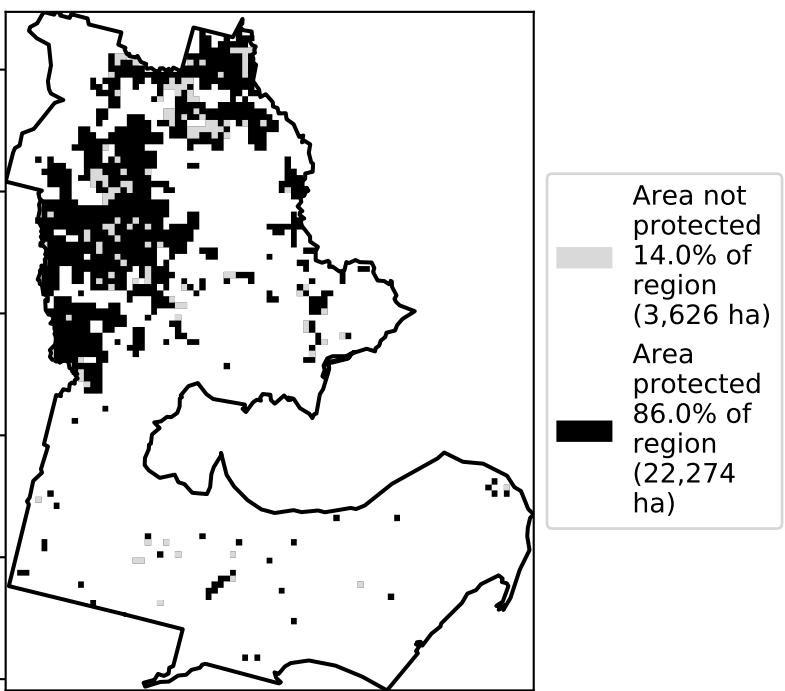 Area not
protected
14.0% of
region
(3,626 ha)
Area
protected
86.0% of
region
(22,274
ha)